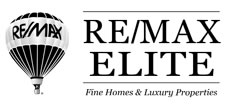 RE/MAX
RE/MAX
ELITE
Fine Homes & Luxury Properties